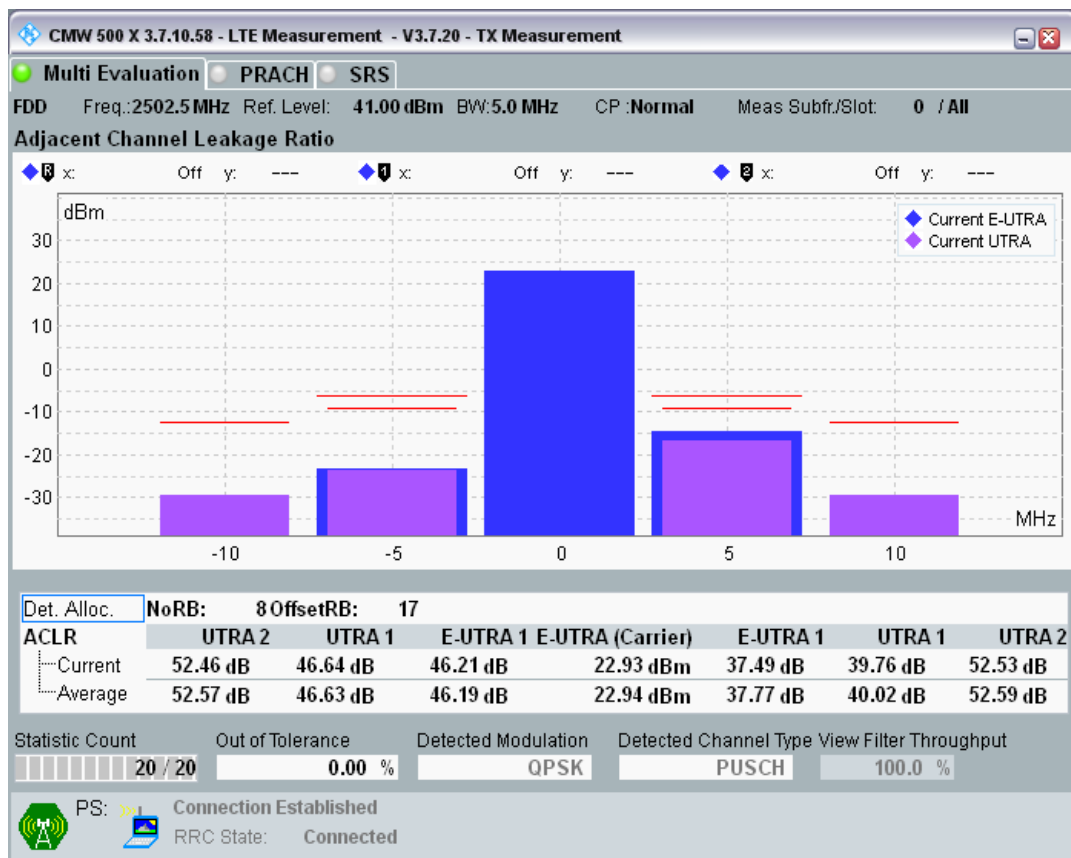 CMW 500 X 3.7.10.58 - LTE Measurement - V3.7.20 - TX Measurement
Multi Evaluation PRACH SRS
FDD Freq.:2502.5 MHz Ref. Level: 41.00 dBm BW:5.0 MHz CP :Normal Meas Subfr./Slot: 0 / All
Adjacent Channel Leakage Ratio
R x: Off y: --- 1 x: Off y: --- 2 x: Off y: ---
dBm
Current E-UTRA
Current UTRA
30
20
10
0
-10
-20
-30
MHz
-10 -5 0 5 10
Det. Alloc. NoRB: 8 OffsetRB: 17
ACLR UTRA 2 UTRA 1 E-UTRA 1 E-UTRA (Carrier) E-UTRA 1 UTRA 1 UTRA 2
Current 52.46 dB 46.64 dB 46.21 dB 22.93 dBm 37.49 dB 39.76 dB 52.53 dB
Average 52.57 dB 46.63 dB 46.19 dB 22.94 dBm 37.77 dB 40.02 dB 52.59 dB
Statistic Count Out of Tolerance Detected Modulation Detected Channel Type View Filter Throughput
20 / 20 0.00 % QPSK PUSCH 100.0 %
PS: Connection Established
RRC State: Connected